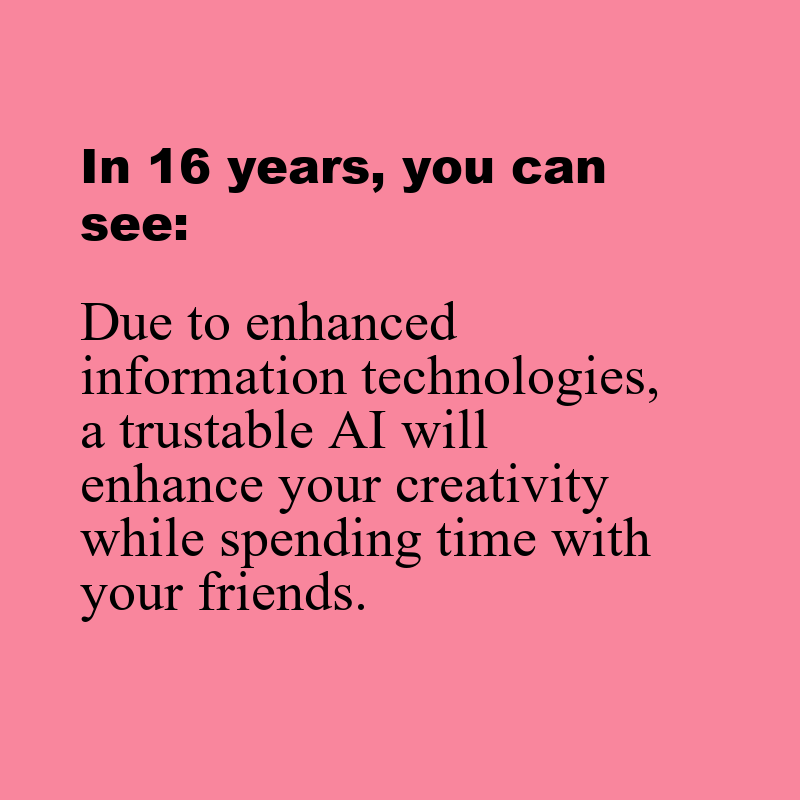 In 16 years, you can
see:
Due to enhanced
information technologies,
a trustable AI will
enhance your creativity
while spending time with
your friends.